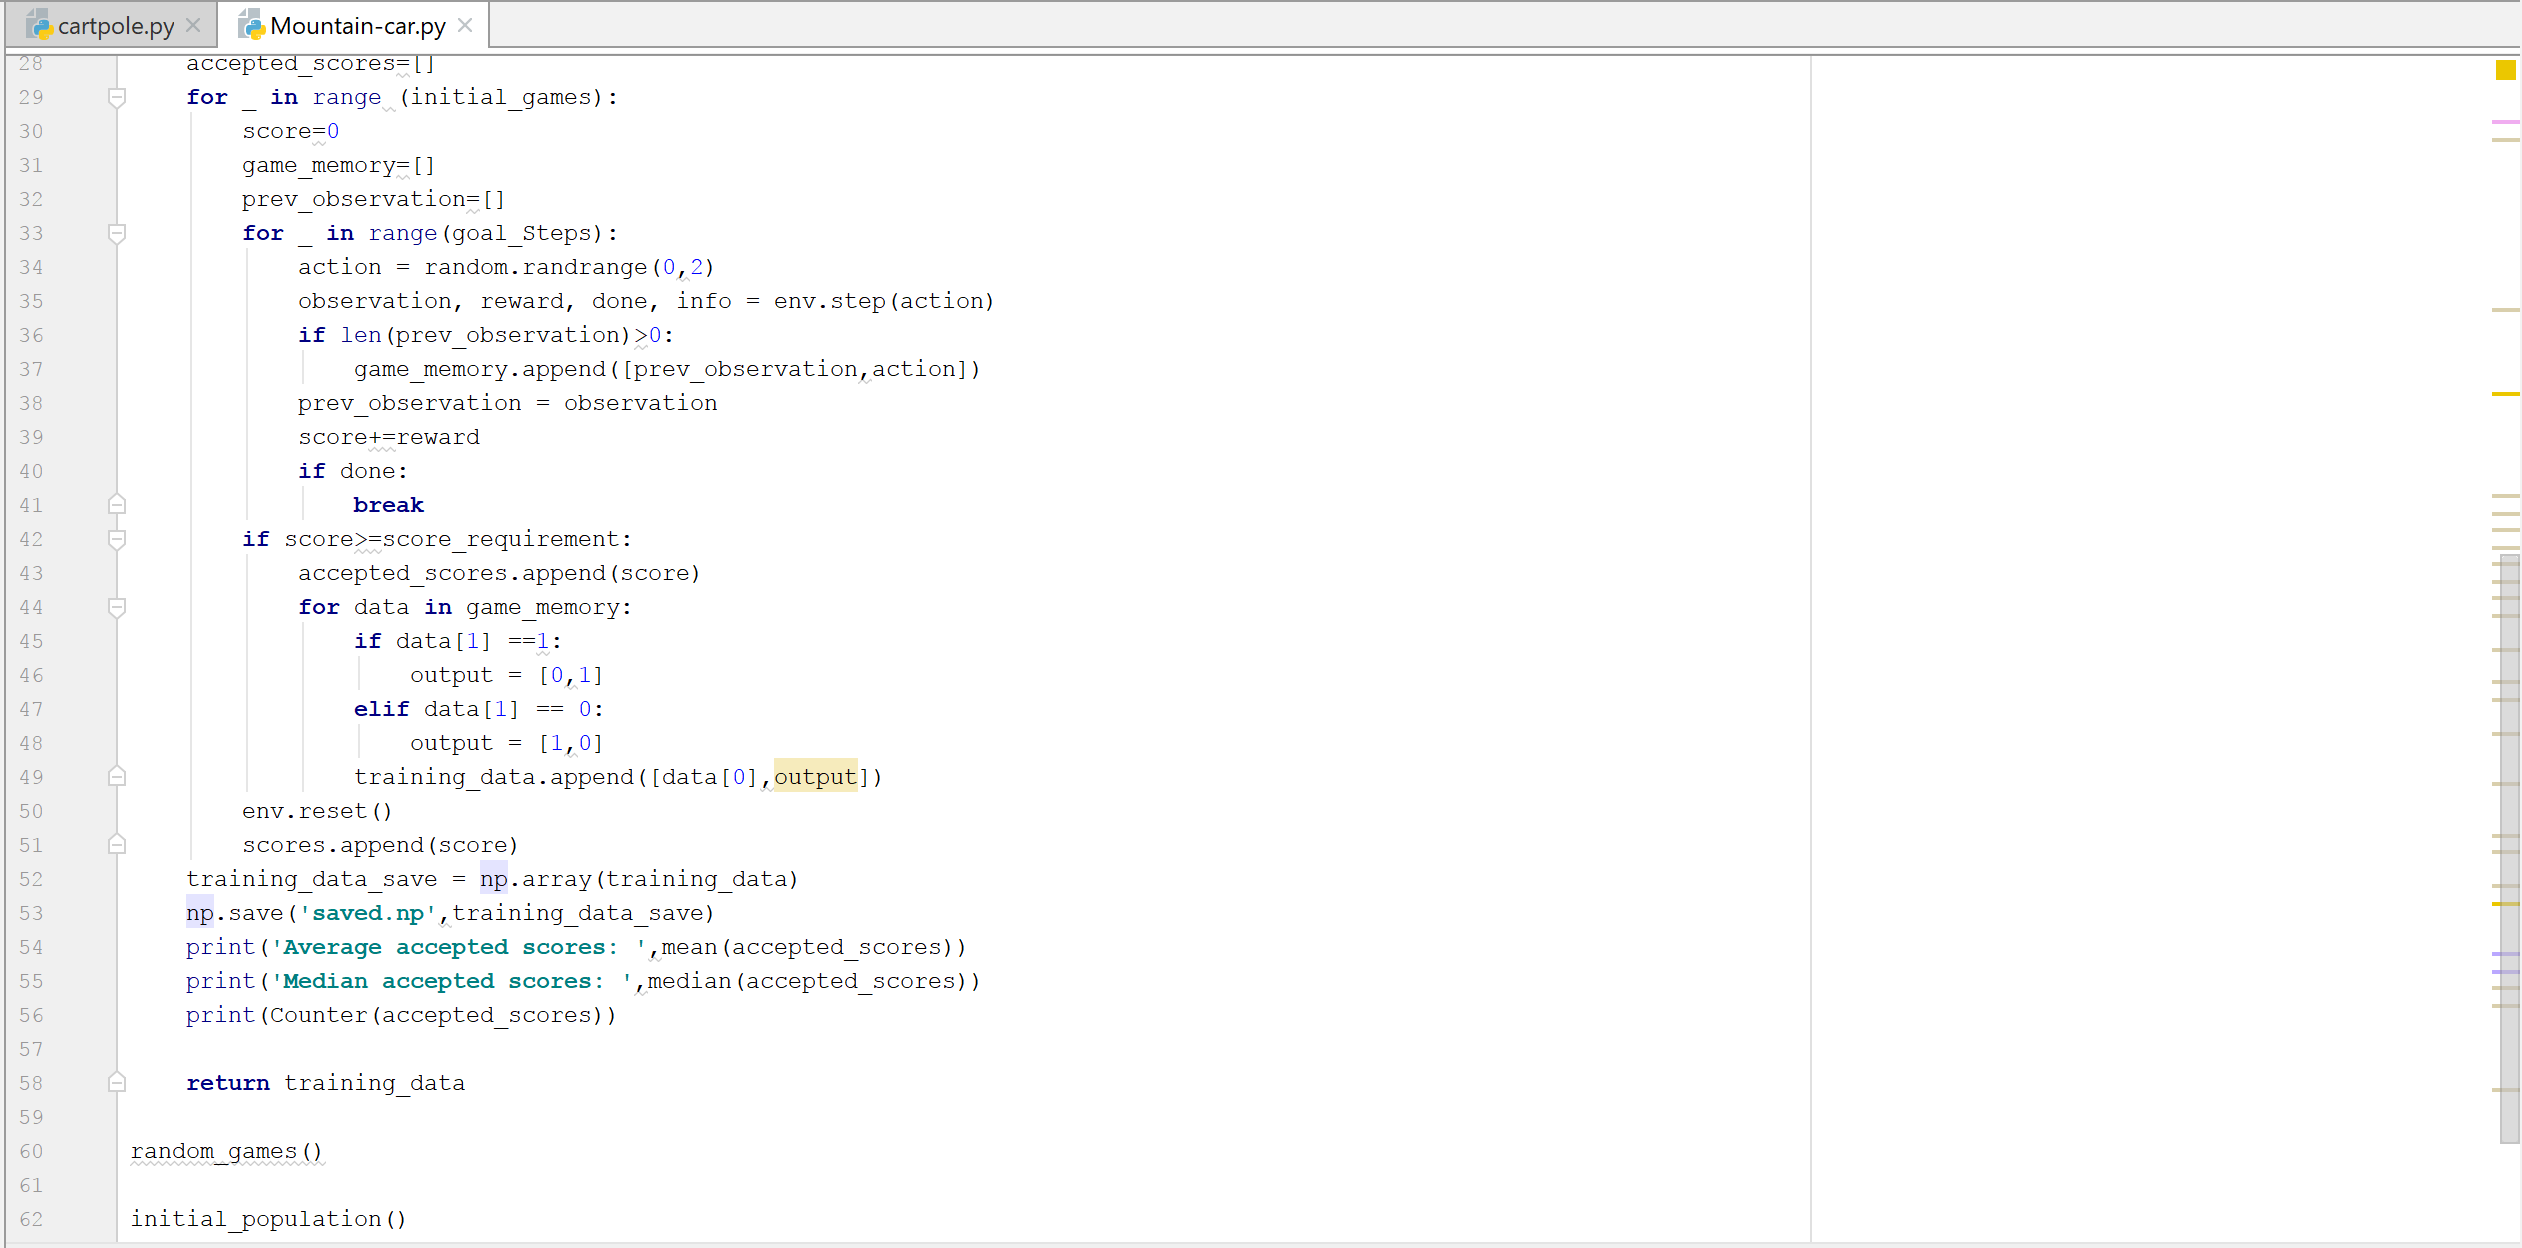 cartpole.py Mountain-car.py
28 accepted_scores=[]
29 for _ in range (initial_games):
30 score=0
31 game_memory=[]
32 prev_observation=[]
33 for _ in range(goal_Steps):
34 action = random.randrange(0,2)
35 observation, reward, done, info = env.step(action)
36 if len(prev_observation)>0:
37 game_memory.append([prev_observation,action])
38 prev_observation = observation
39 score+=reward
40 if done:
41 break
42 if score>=score_requirement:
43 accepted_scores.append(score)
44 for data in game_memory:
45 if data[1] ==1:
46 output = [0,1]
47 elif data[1] == 0:
48 output = [1,0]
49 training_data.append([data[0],output])
50 env.reset()
51 scores.append(score)
52 training_data_save = np.array(training_data)
53 np.save('saved.np',training_data_save)
54 print('Average accepted scores: ',mean(accepted_scores))
55 print('Median accepted scores: ',median(accepted_scores))
56 print(Counter(accepted_scores))
57
58 return training_data
59
60 random_games()
61
62 initial_population()